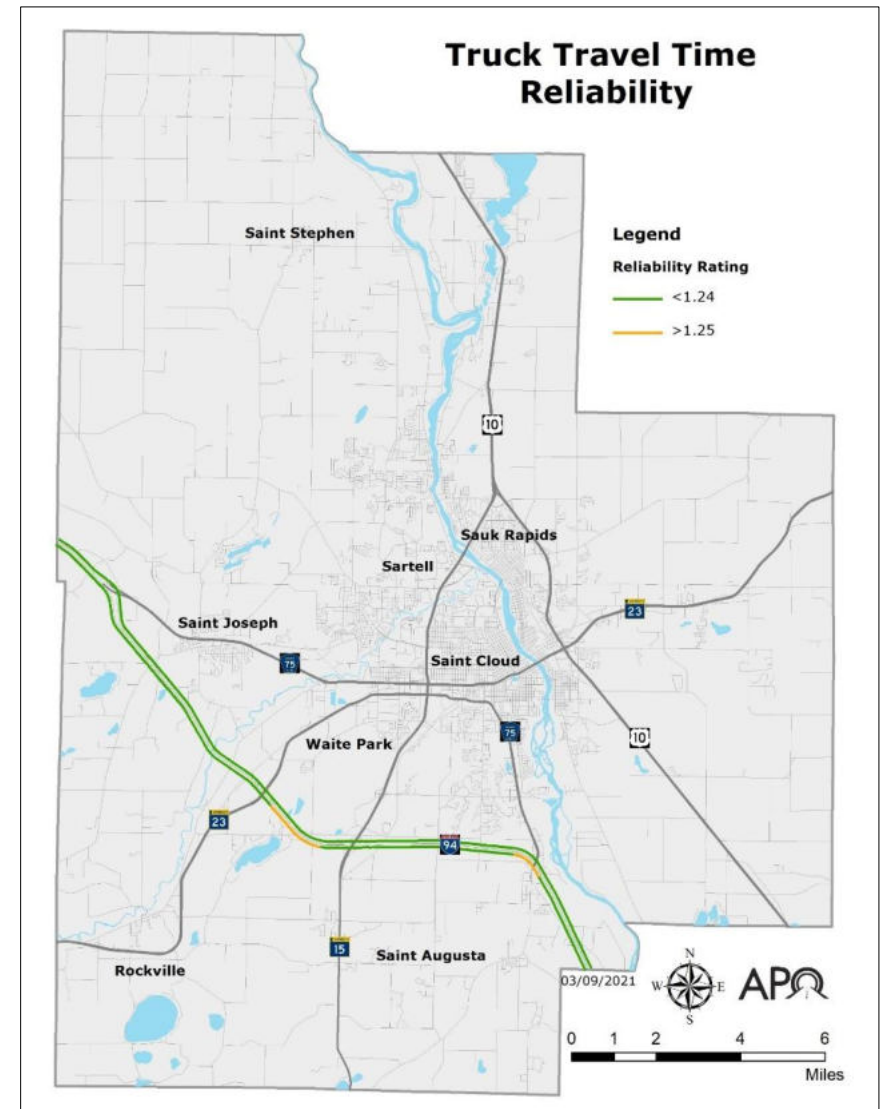 Truck Travel Time
Reliability
Saint Stephen
Legend
Reliability Rating
<1.24
>1.25
10
Sauk Rapids
Sartell
23
Saint Joseph
75
Saint Cloud
75
10
Waite Park
23
94
15
Saint Augusta
Rockville
03/09/2021
N
W
E
S
APO
0 1 2 4 6
Miles